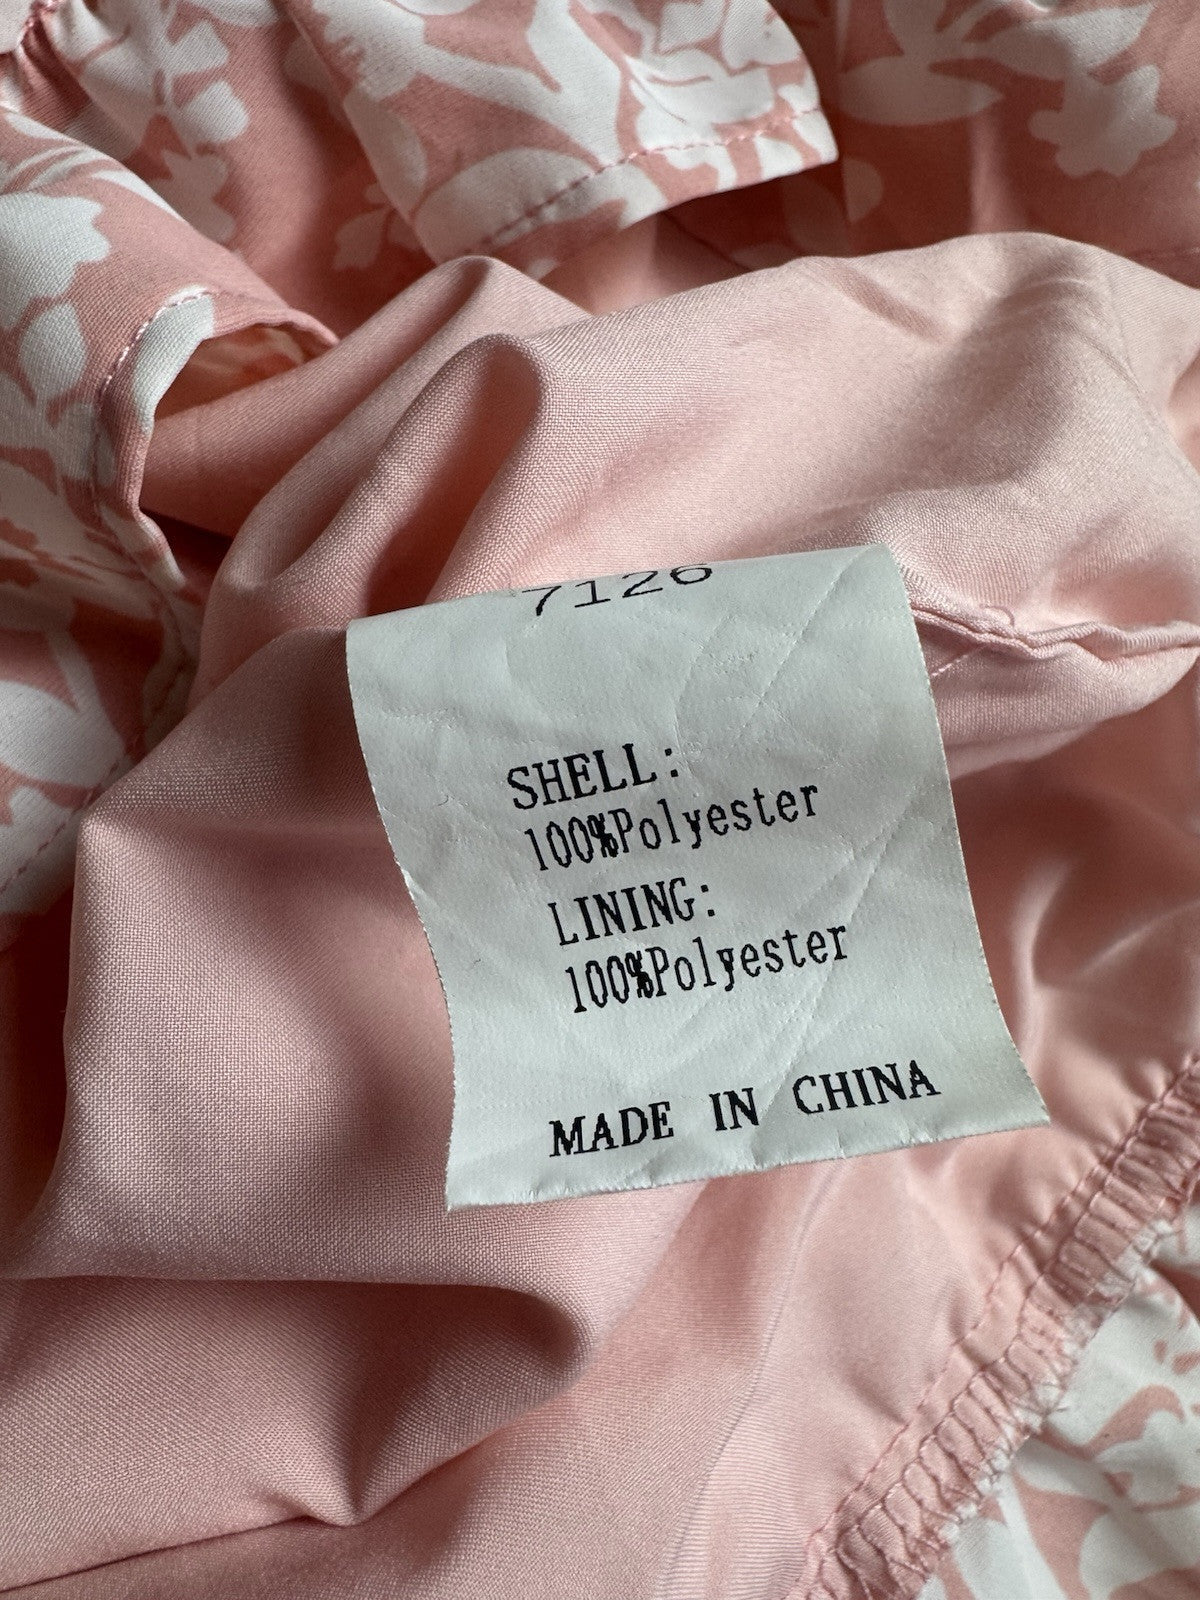 7126
SHELL:
100%Polyester
LINING:
100%Polyester
MADE IN CHINA